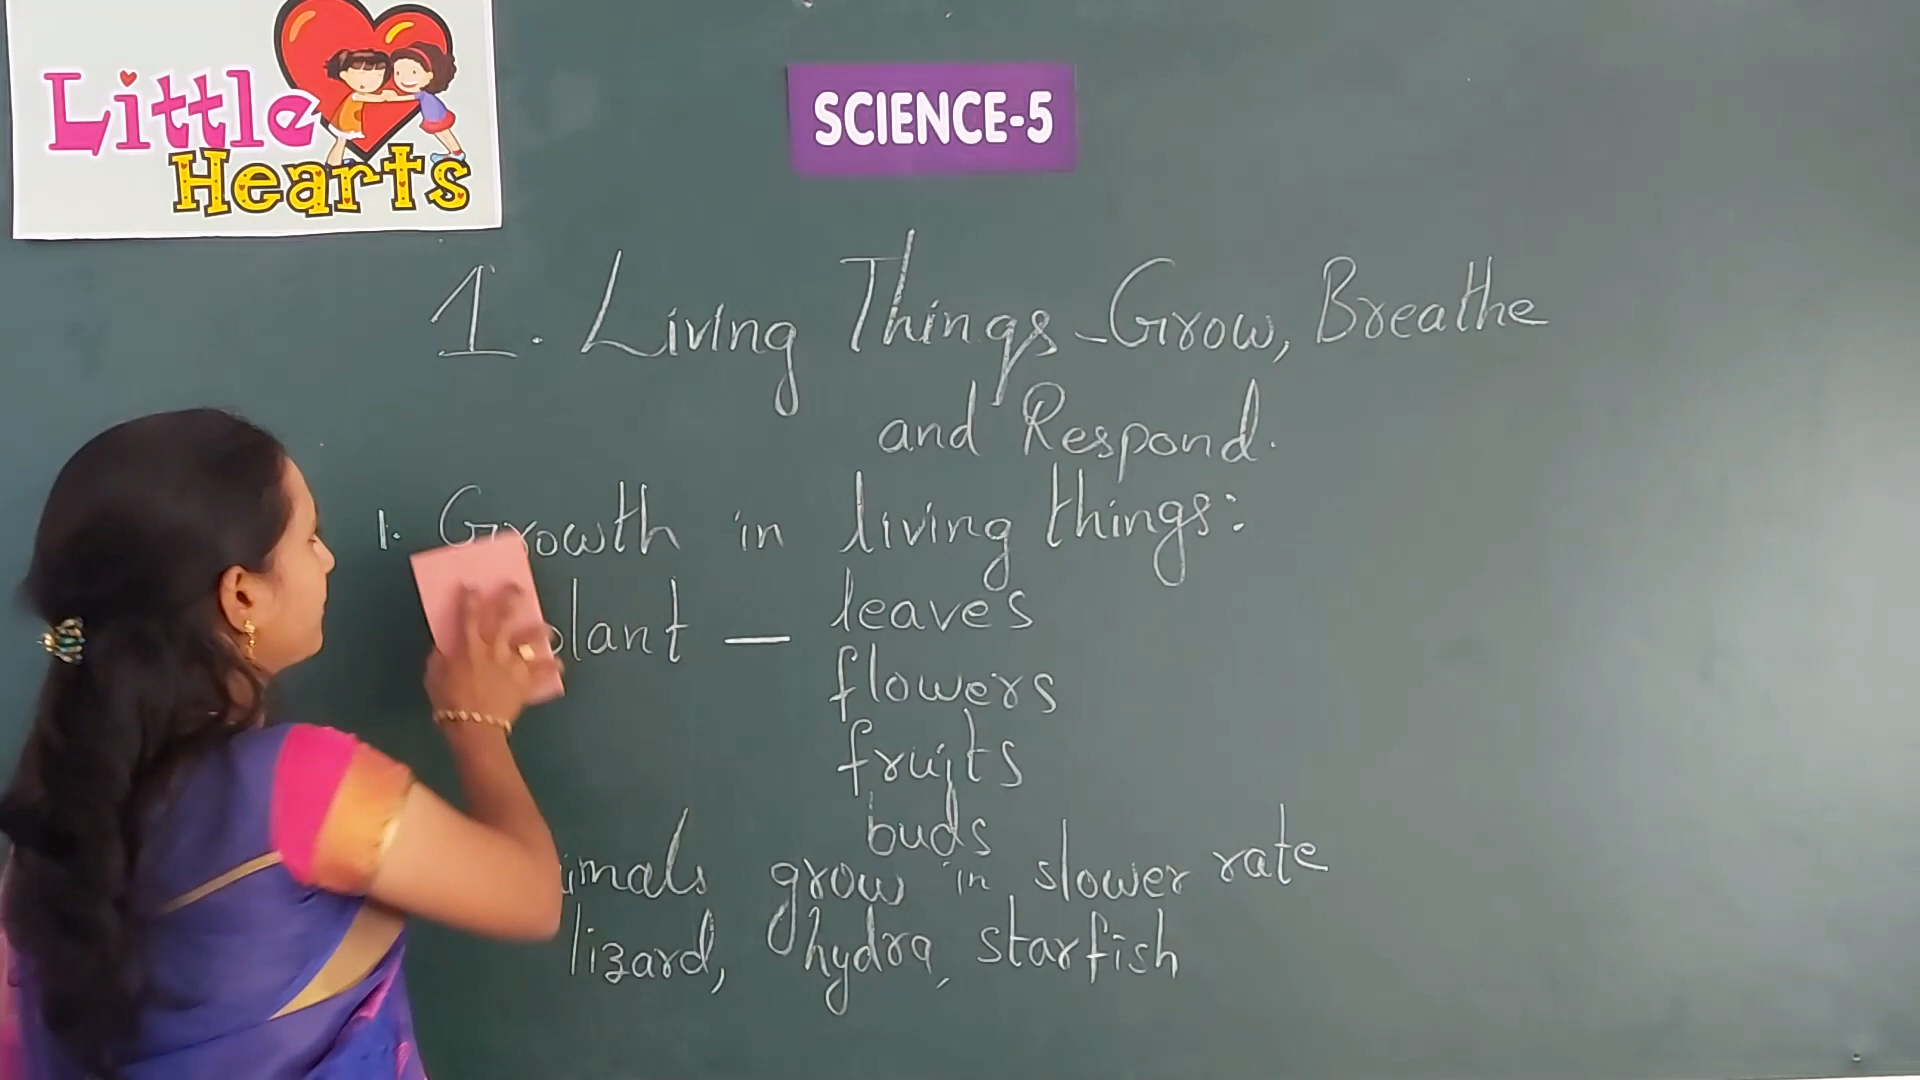 Little
Hearts
SCIENCE-5
1. Living Things - Grow, Breathe
and Respond.
1. Growth in living things:
plant — leaves
flowers
fruits
buds
imals grow in slower rate
lizard, hydra, starfish